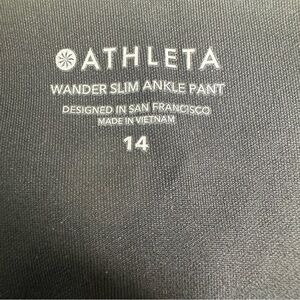 ATHLETA
WANDER SLIM ANKLE PANT
DESIGNED IN SAN FRANCISCO
MADE IN VIETNAM
14